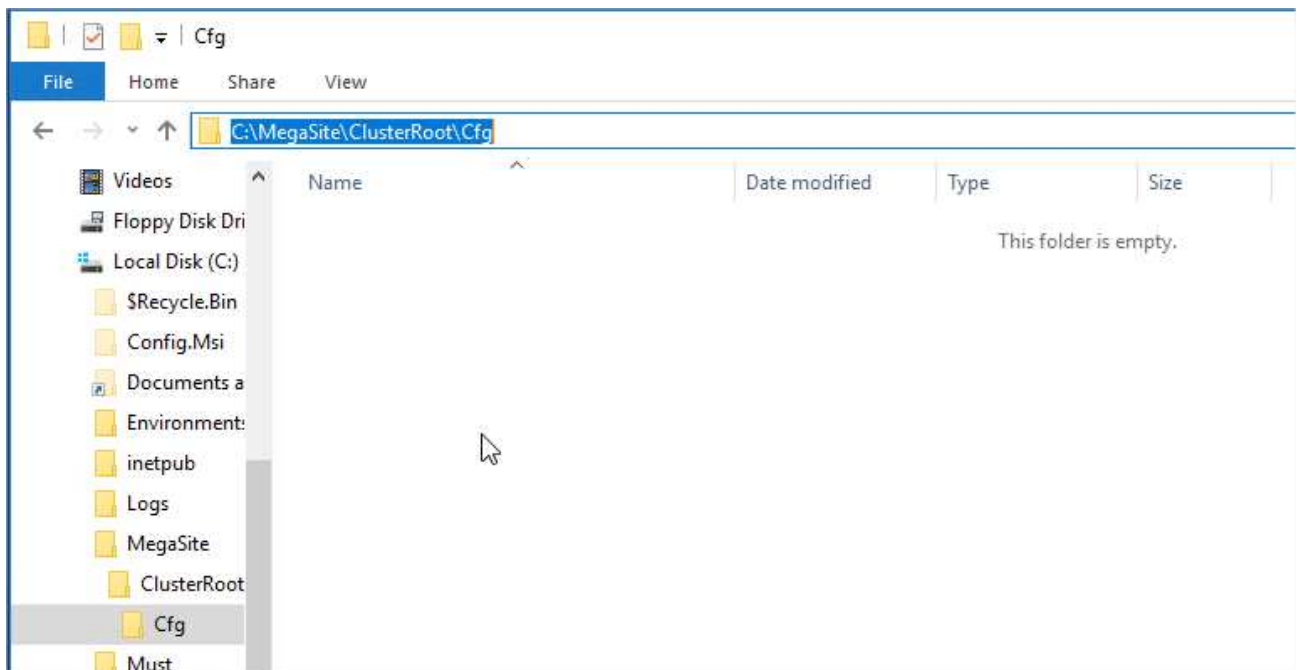 Cfg
File Home Share View
C:\MegaSite\ClusterRoot\Cfg
Name Date modified Type Size
This folder is empty.
Videos
Floppy Disk Dri
Local Disk (C:)
$Recycle.Bin
Config.Msi
Documents a
Environments
inetpub
Logs
MegaSite
ClusterRoot
Cfg
Must